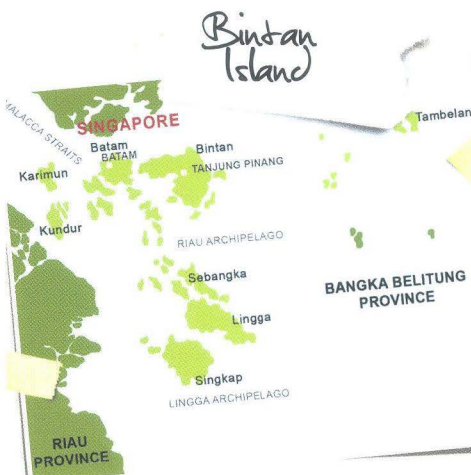 Bintan
Island
MALACCA STRAITS
SINGAPORE
Tambelan
Batam
BATAM
Bintan
TANJUNG PINANG
Karimun
Kundur
RIAU ARCHIPELAGO
Sebangka
BANGKA BELITUNG
PROVINCE
Lingga
Singkap
LINGGA ARCHIPELAGO
RIAU
PROVINCE